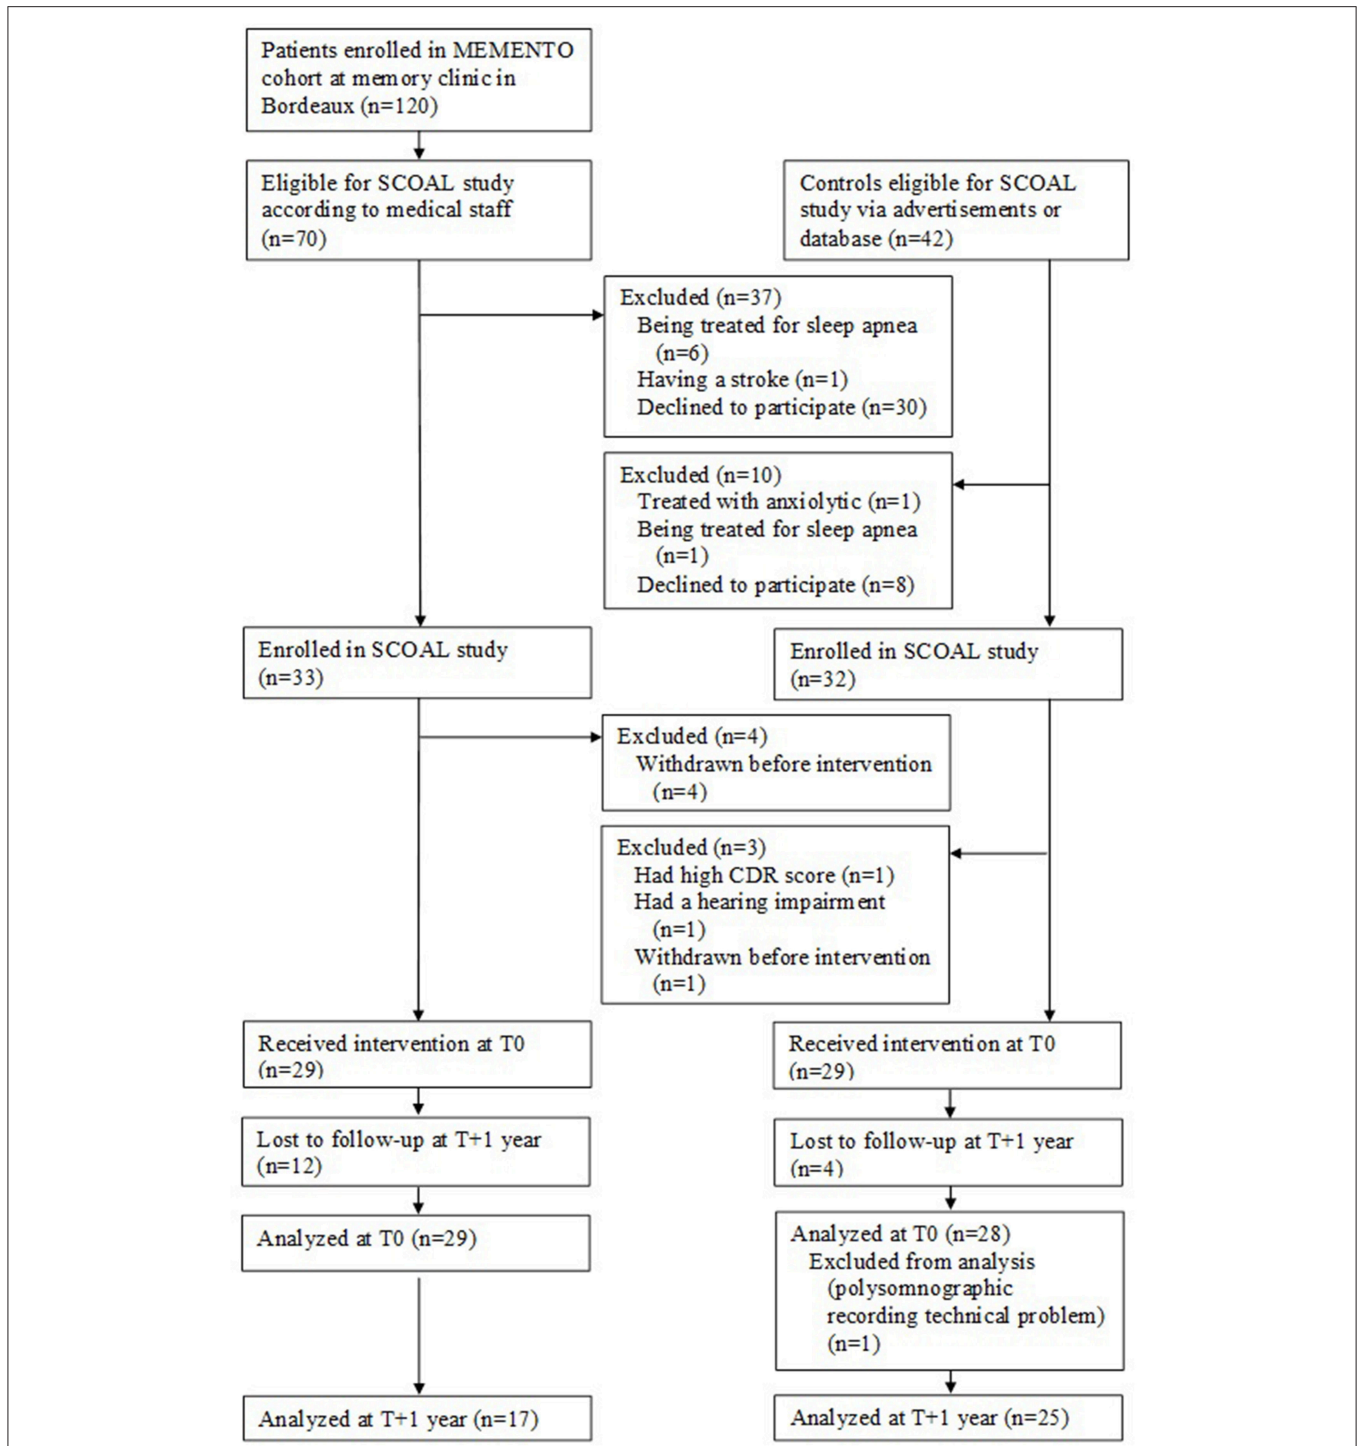 Patients enrolled in MEMENTO
cohort at memory clinic in
Bordeaux (n=120)
Eligible for SCOAL study
according to medical staff
(n=70)
Controls eligible for SCOAL
study via advertisements or
database (n=42)
Excluded (n=37)
Being treated for sleep apnea
(n=6)
Having a stroke (n=1)
Declined to participate (n=30)
Excluded (n=10)
Treated with anxiolytic (n=1)
Being treated for sleep apnea
(n=1)
Declined to participate (n=8)
Enrolled in SCOAL study
(n=33)
Enrolled in SCOAL study
(n=32)
Excluded (n=4)
Withdrawn before intervention
(n=4)
Excluded (n=3)
Had high CDR score (n=1)
Had a hearing impairment
(n=1)
Withdrawn before intervention
(n=1)
Received intervention at T0
(n=29)
Received intervention at T0
(n=29)
Lost to follow-up at T+1 year
(n=12)
Lost to follow-up at T+1 year
(n=4)
Analyzed at T0 (n=29)
Analyzed at T0 (n=28)
Excluded from analysis
(polysomnographic
recording technical problem)
(n=1)
Analyzed at T+1 year (n=17)
Analyzed at T+1 year (n=25)